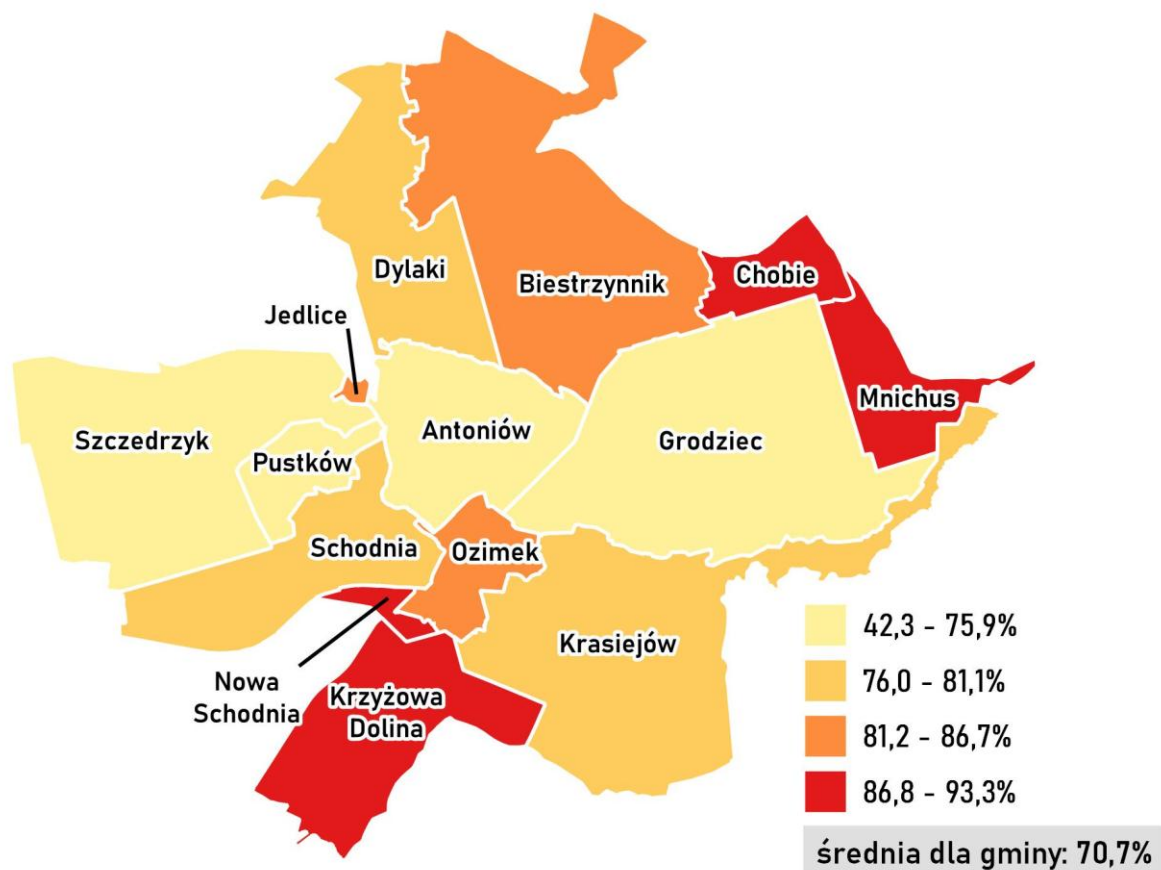 Dylaki
Biestrzynnik
Chobie
Jedlice
Mnichus
Szczedrzyk
Antoniów
Grodziec
Pustków
Schodnia
Ozimek
Krasiejów
Nowa
Schodnia
Krzyżowa
Dolina
42,3 - 75,9%
76,0 - 81,1%
81,2 - 86,7%
86,8 - 93,3%
średnia dla gminy: 70,7%